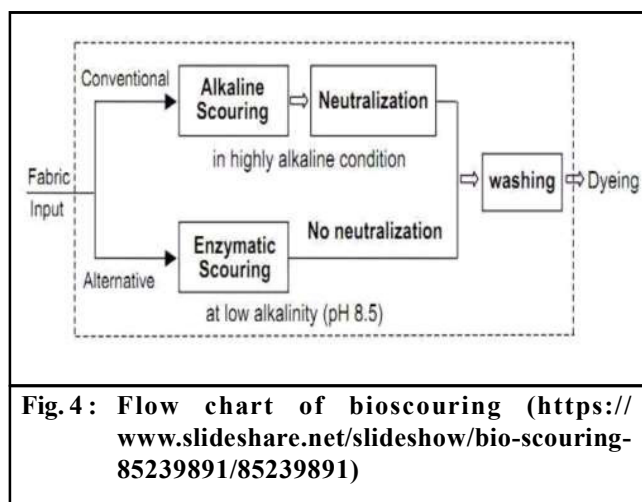 Conventional
Alkaline
Scouring
Neutralization
in highly alkaline condition
Fabric
Input
washing
Dyeing
No neutralization
Enzymatic
Scouring
Alternative
at low alkalinity (pH 8.5)
Fig. 4 : Flow chart of bioscouring (https://
www.slideshare.net/slideshow/bio-scouring-
85239891/85239891)